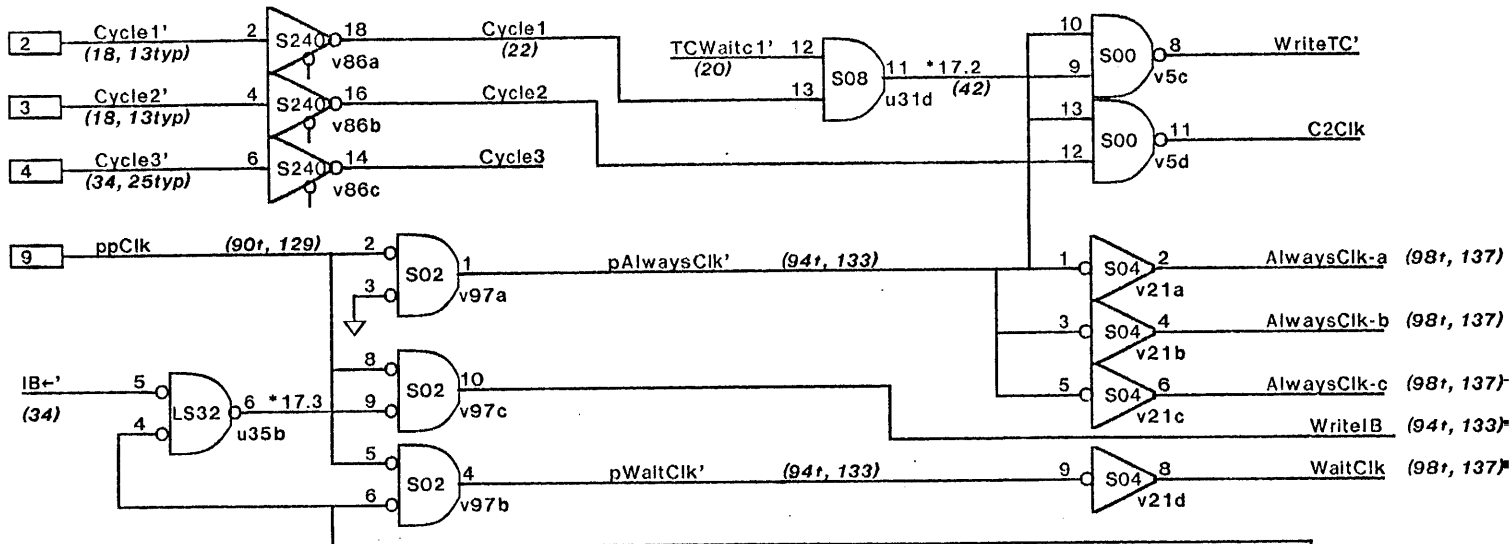 2 Cycle1' 2 S240 18 Cycle1
(18, 13typ) v86a (22)
TCWaitc1' 12 S08 11 *17.2
(20) 13 u31d (42)
10 S00 8 WriteTC'
9 v5c
3 Cycle2' 4 S240 16 Cycle2
(18, 13typ) v86b
13 S00 11 C2Clk
12 v5d
4 Cycle3' 6 S240 14 Cycle3
(34, 25typ) v86c
9 ppClk (90t, 129) 2 S02 1 pAlwaysClk' (94t, 133)
3 v97a
1 S04 2 AlwaysClk-a (98t, 137)
v21a
3 S04 4 AlwaysClk-b (98t, 137)
v21b
5 S04 6 AlwaysClk-c (98t, 137)
v21c
IB←' 5 LS32 6 *17.3
(34) 4 u35b
8 S02 10
9 v97c
WriteIB (94t, 133)
5 S02 4 pWaitClk' (94t, 133)
6 v97b
9 S04 8 WaitClk (98t, 137)
v21d